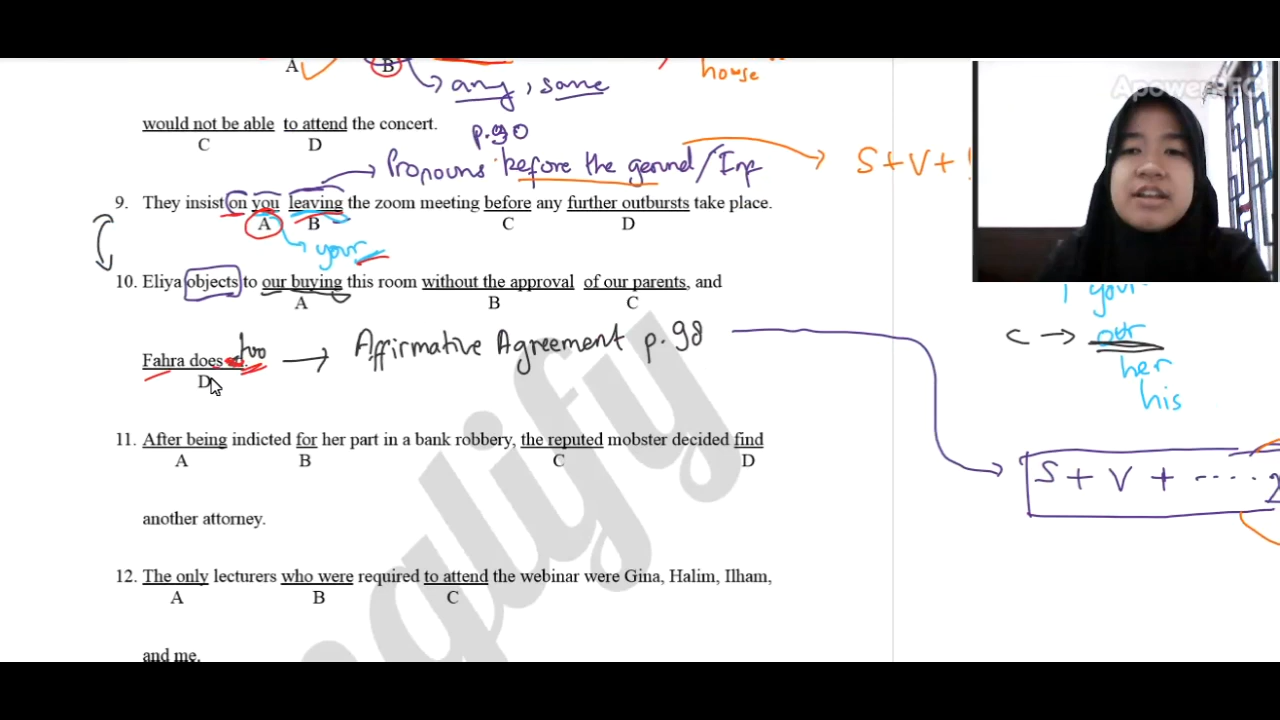 A B house
any, same
would not be able to attend the concert.
C D
p.90
Pronouns before the gerund/Inf
S+V+
9. They insist on you leaving the zoom meeting before any further outbursts take place.
A B C D
your
10. Eliya objects to our buying this room without the approval of our parents, and
A B C
your
C → our
her
his
Fahra does too → Affirmative Agreement p.98
D
S + V + .....
11. After being indicted for her part in a bank robbery, the reputed mobster decided find
A B C D
another attorney.
12. The only lecturers who were required to attend the webinar were Gina, Halim, Ilham,
A B C
and me.